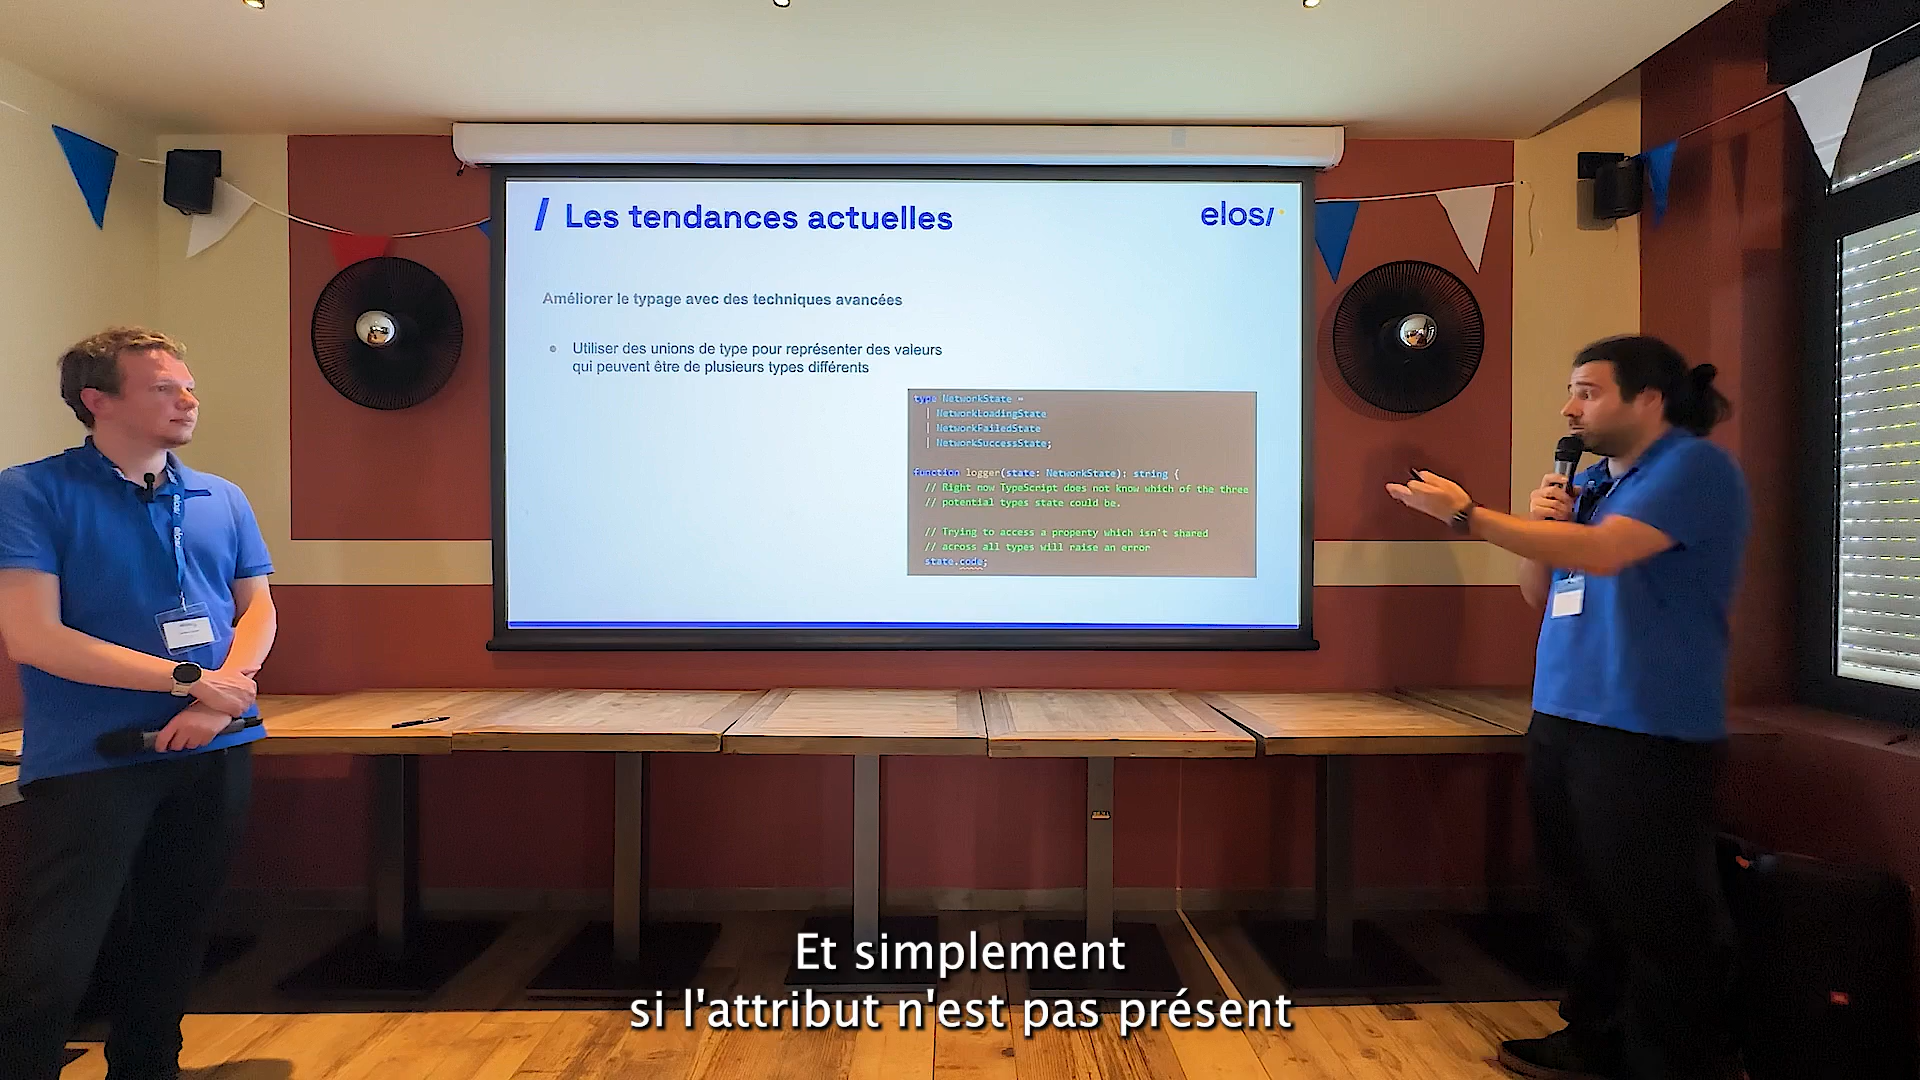 / Les tendances actuelles
elosi
Améliorer le typage avec des techniques avancées
Utiliser des unions de type pour représenter des valeurs
qui peuvent être de plusieurs types différents
type NetworkState =
| NetworkLoadingState
| NetworkFailedState
| NetworkSuccessState;
function logger(state: NetworkState): string {
// Right now TypeScript does not know which of the three
// potential types state could be.
// Trying to access a property which isn't shared
// across all types will raise an error
state.code;
elosi
elosi
Et simplement
si l'attribut n'est pas présent